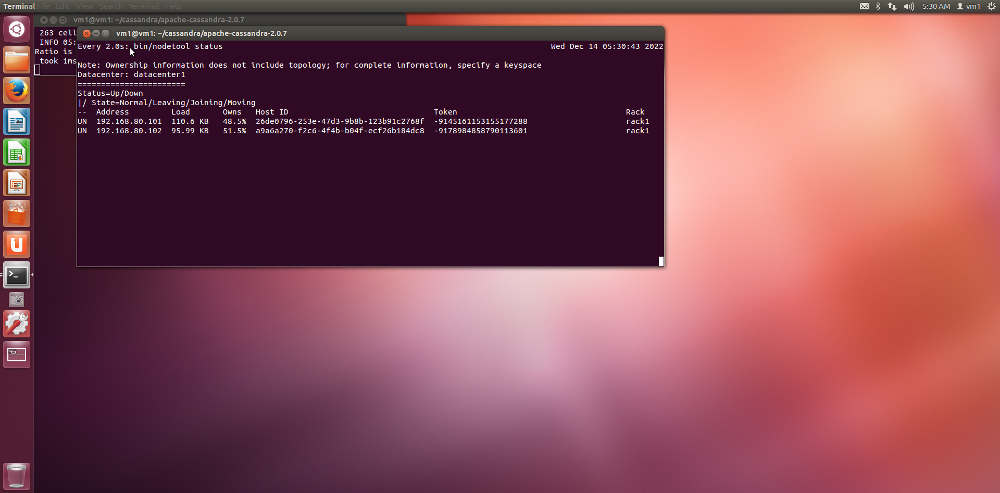 Terminal File Edit View Search Terminal Help
5:30 AM vm1
vm1@vm1: ~/cassandra/apache-cassandra-2.0.7
263 cell
INFO 05:
Ratio is
took 1ms
vm1@vm1: ~/cassandra/apache-cassandra-2.0.7
Every 2.0s: bin/nodetool status Wed Dec 14 05:30:43 2022
Note: Ownership information does not include topology; for complete information, specify a keyspace
Datacenter: datacenter1
=======================
Status=Up/Down
|/ State=Normal/Leaving/Joining/Moving
-- Address Load Owns Host ID Token Rack
UN 192.168.80.101 110.6 KB 48.5% 26de0796-253e-47d3-9b8b-123b91c2768f -9145161153155177288 rack1
UN 192.168.80.102 95.99 KB 51.5% a9a6a270-f2c6-4f4b-b04f-ecf26b184dc8 -9178984858790113601 rack1